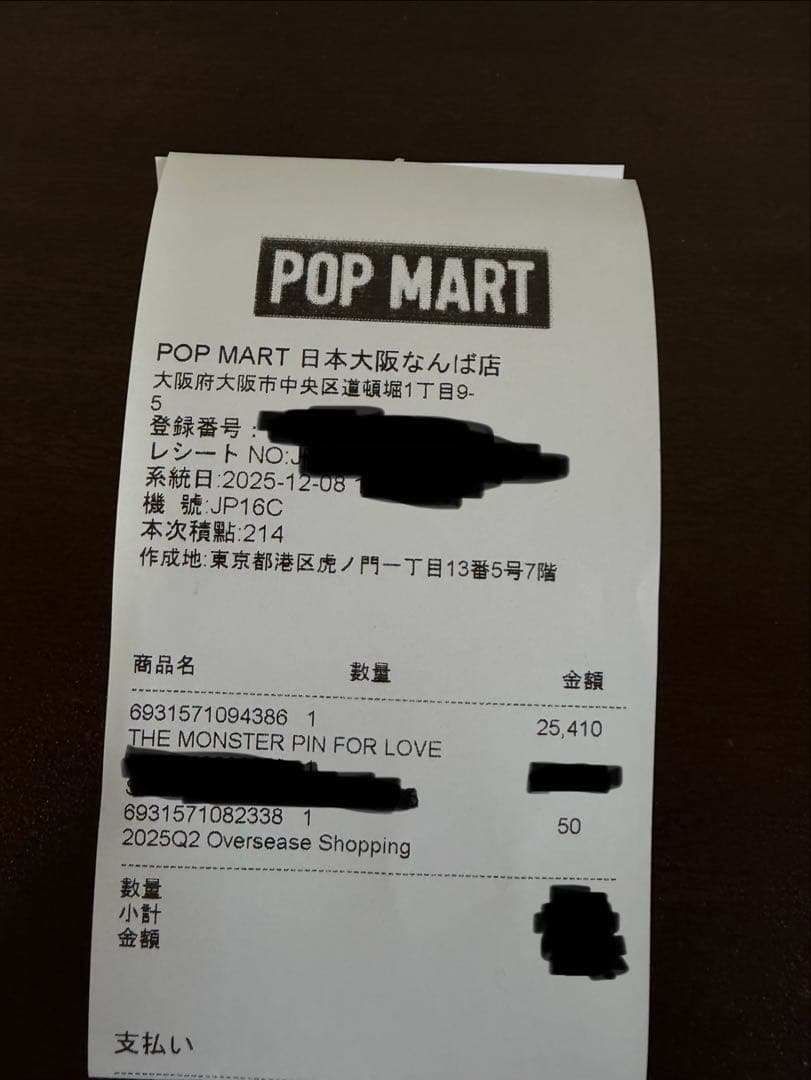 POP MART
POP MART 日本大阪なんば店
大阪府大阪市中央区道頓堀1丁目9-
5
登録番号:
レシート NO:J
系統日:2025-12-08
機 號:JP16C
本次積點:214
作成地:東京都港区虎ノ門一丁目13番5号7階
商品名 數量 金額
6931571094386 1 25,410
THE MONSTER PIN FOR LOVE
6931571082338 1 50
2025Q2 Oversease Shopping
數量
小計
金額
支払い